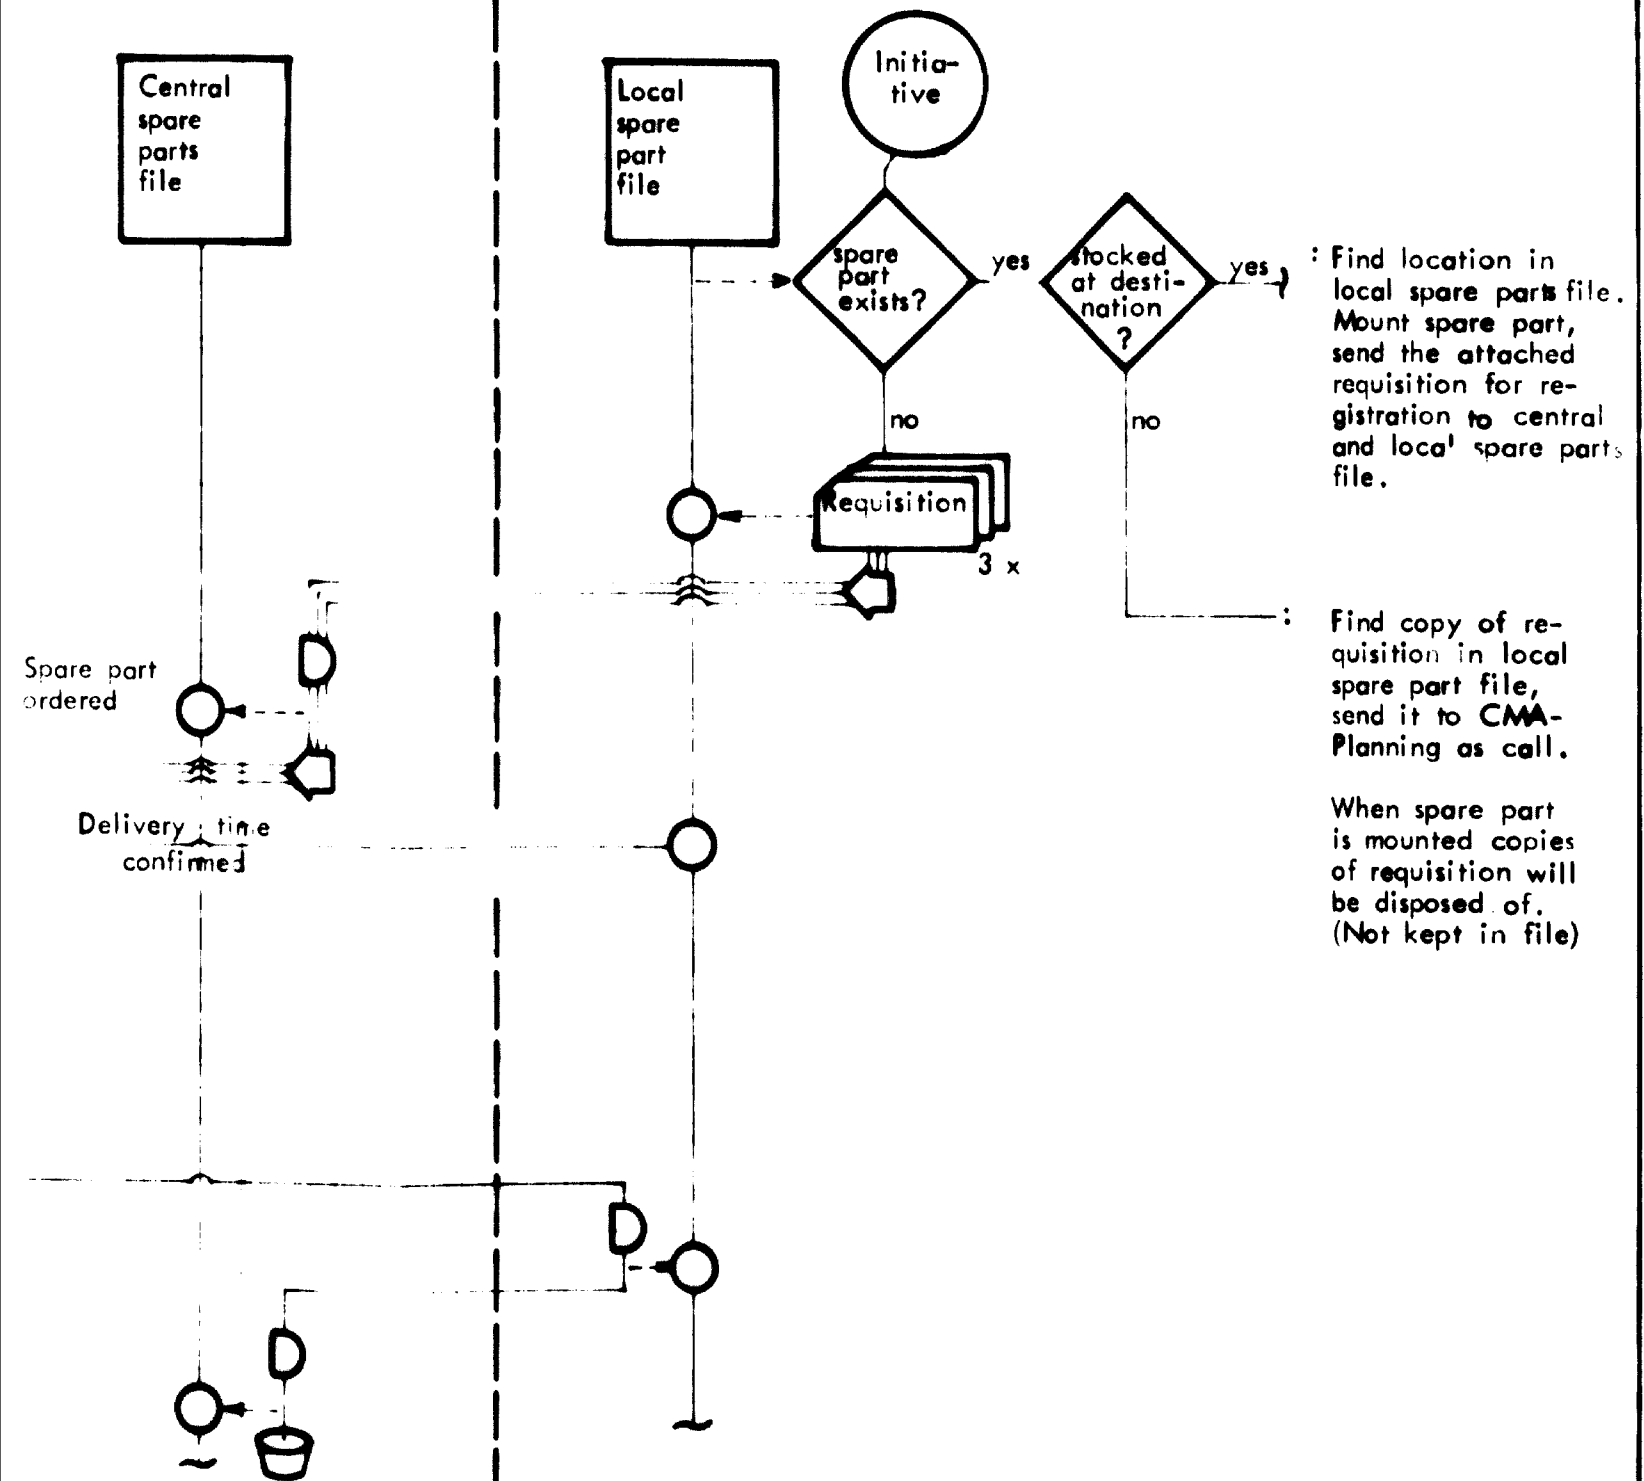 Central
spare
parts
file
Local
spare
part
file
Initia-
tive
spare
part
exists?
yes
stocked
at desti-
nation
?
yes
: Find location in
local spare parts file.
Mount spare part,
send the attached
requisition for re-
gistration to central
and local spare parts
file.
no
no
Requisition
3 x
: Find copy of re-
quisition in local
spare part file,
send it to CMA-
Planning as call.
When spare part
is mounted copies
of requisition will
be disposed of.
(Not kept in file)
Spare part
ordered
Delivery time
confirmed